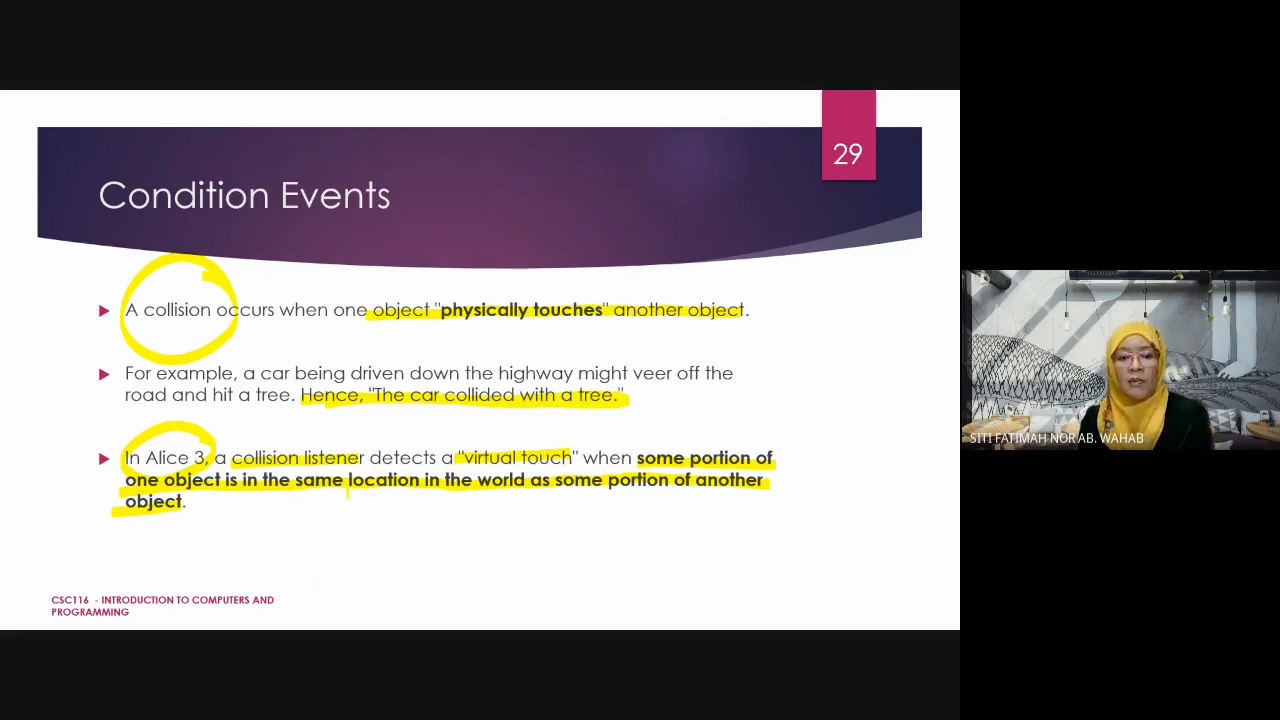 29
Condition Events
A collision occurs when one object "physically touches" another object.
For example, a car being driven down the highway might veer off the
road and hit a tree. Hence, "The car collided with a tree."
In Alice 3, a collision listener detects a "virtual touch" when some portion of
one object is in the same location in the world as some portion of another
object.
CSC116 - INTRODUCTION TO COMPUTERS AND
PROGRAMMING
SITI FATIMAH NOR AB. WAHAB